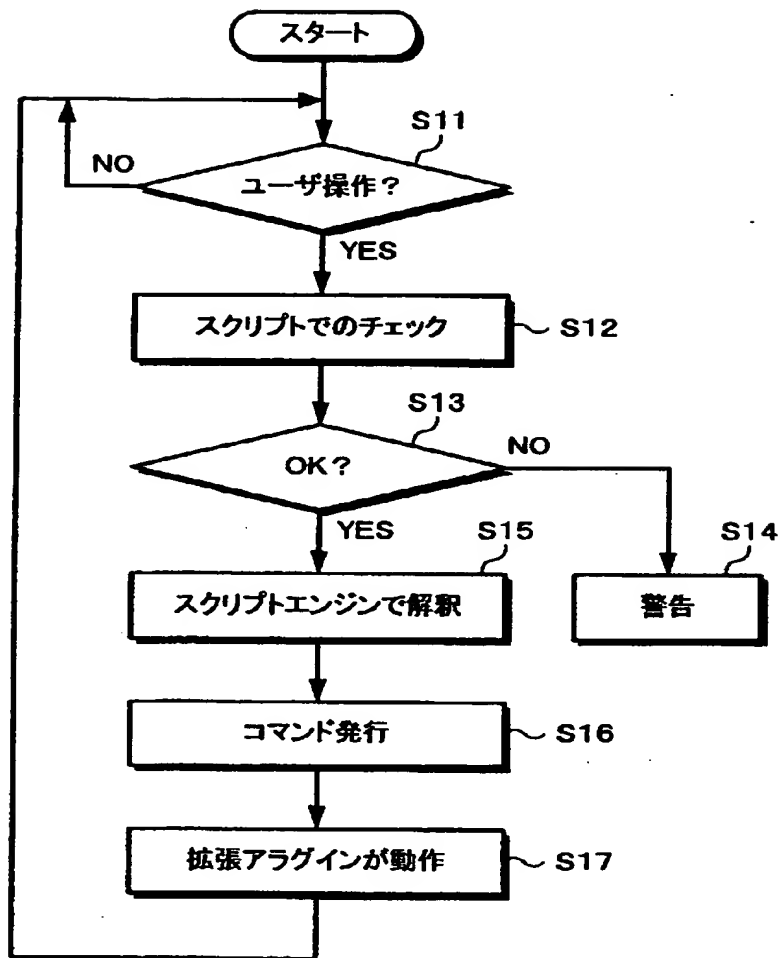 スタート
S11
NO
ユーザ操作?
YES
スクリプトでのチェック
S12
S13
NO
OK?
YES
S15
S14
スクリプトエンジンで解釈
警告
コマンド発行
S16
拡張アラグインが動作
S17